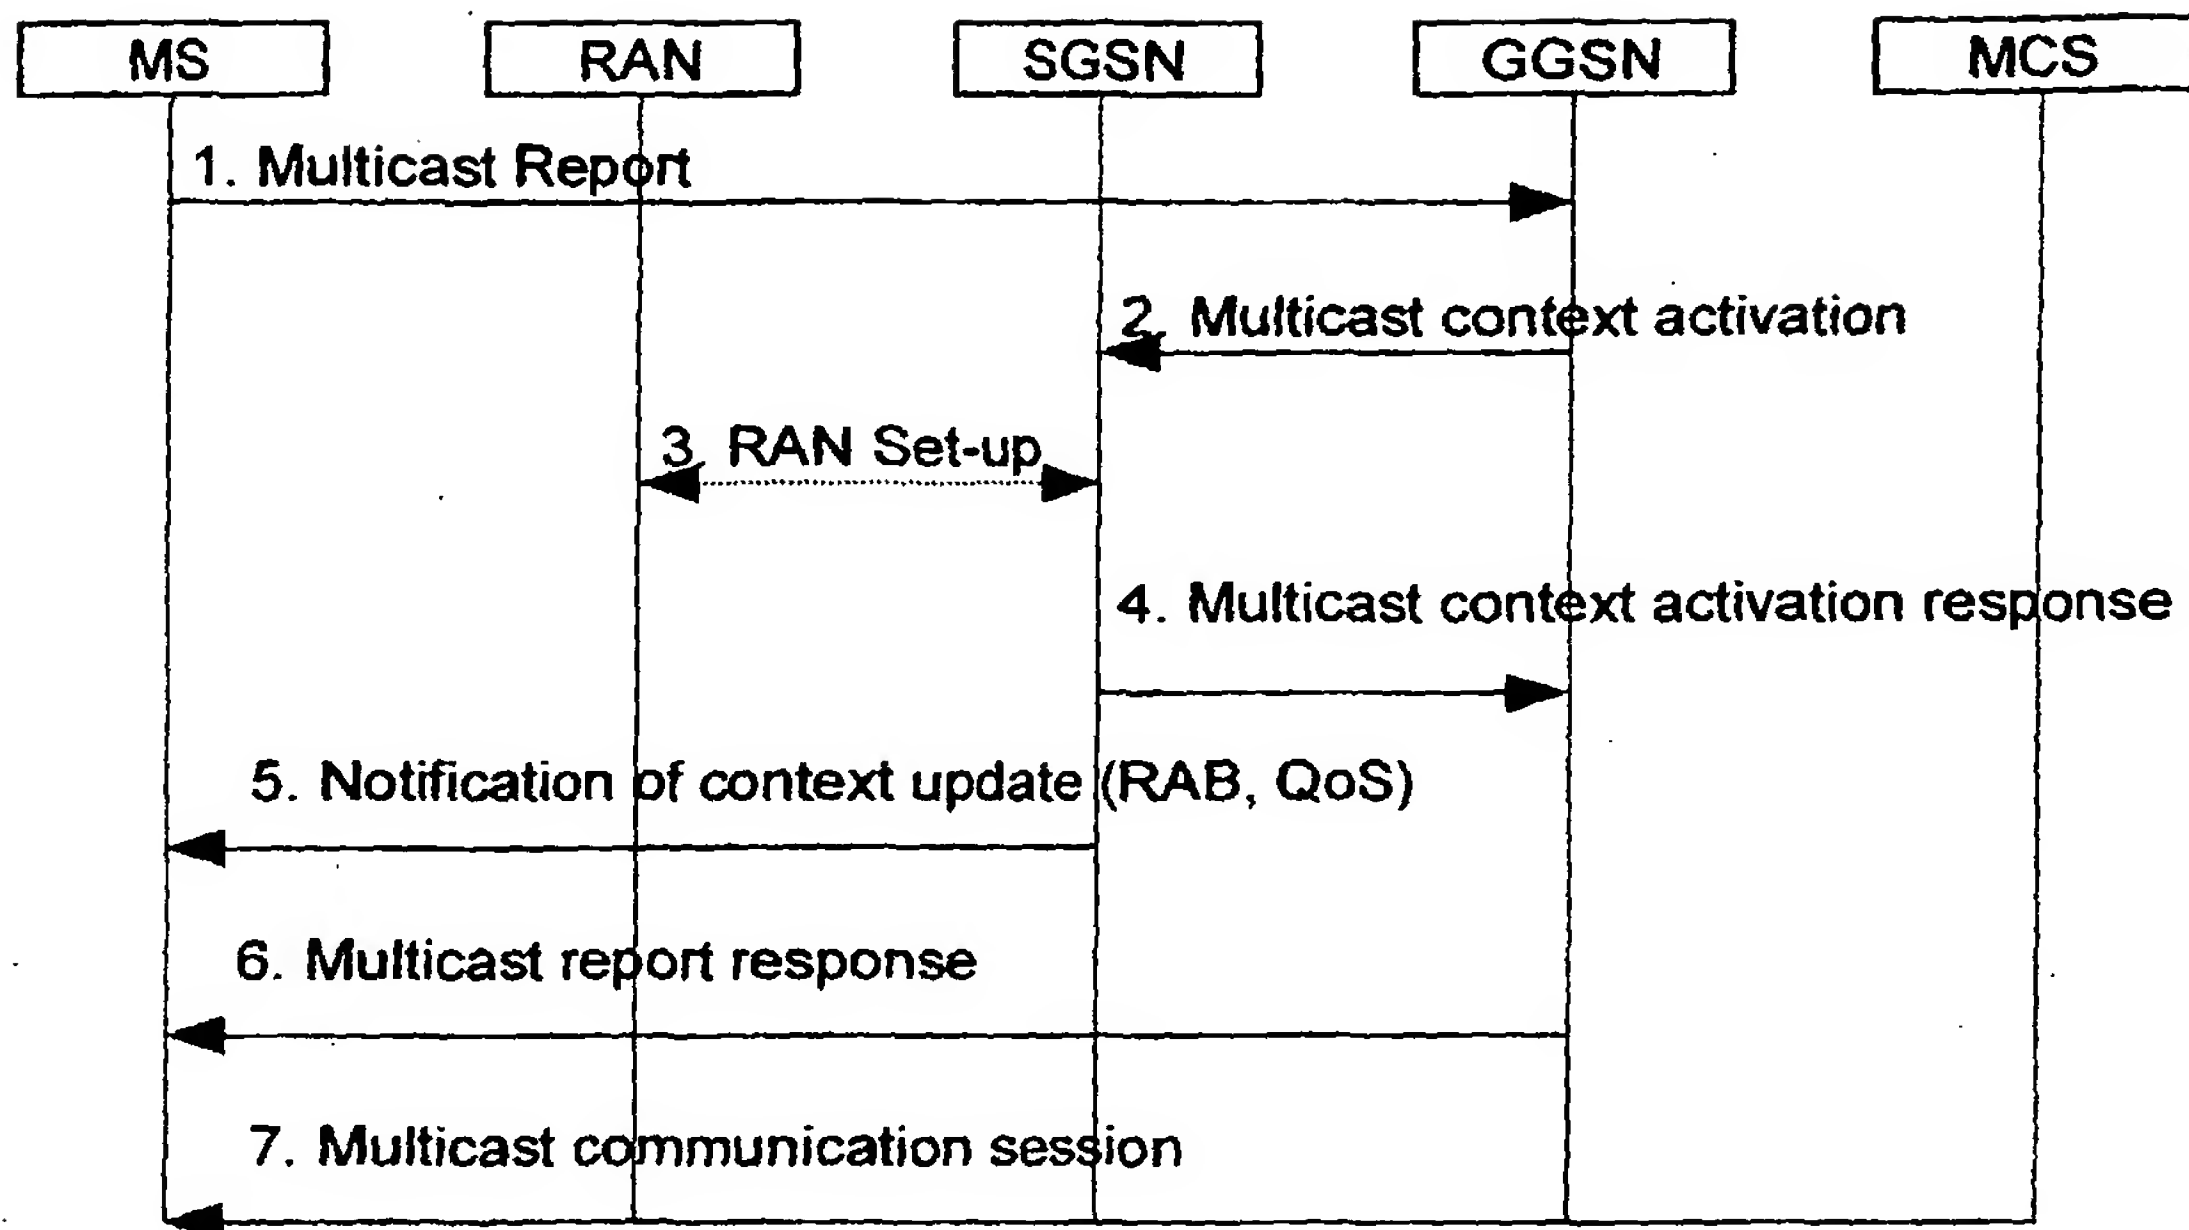 MS
RAN
SGSN
GGSN
MCS
1. Multicast Report
2. Multicast context activation
3. RAN Set-up
4. Multicast context activation response
5. Notification of context update (RAB, QoS)
6. Multicast report response
7. Multicast communication session